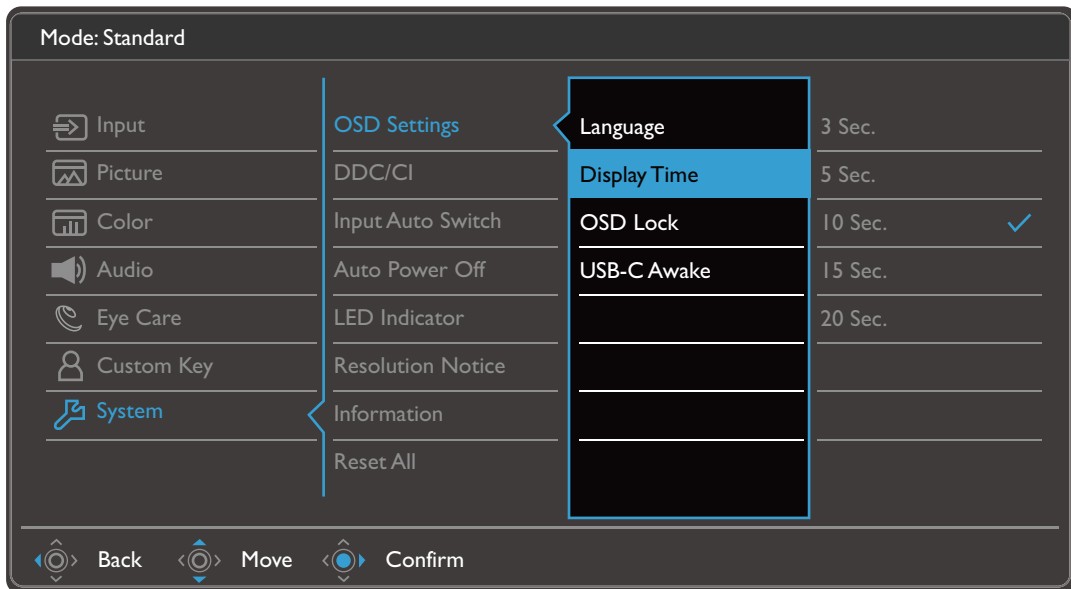 Mode: Standard
Input
Picture
Color
Audio
Eye Care
Custom Key
System
OSD Settings
DDC/CI
Input Auto Switch
Auto Power Off
LED Indicator
Resolution Notice
Information
Reset All
Language
Display Time
OSD Lock
USB-C Awake
3 Sec.
5 Sec.
10 Sec.
15 Sec.
20 Sec.
Back Move Confirm